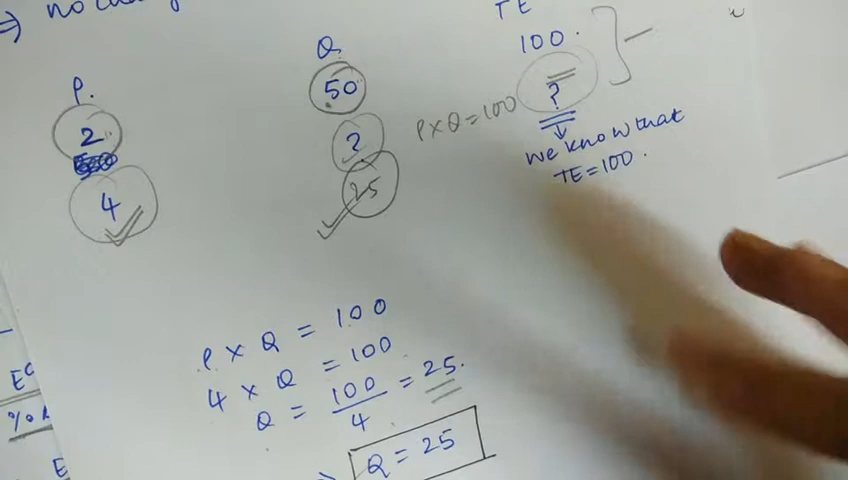 ⇒ no
TE
P.
Q
100.
2
50
?
P×Q=100
?
4
25
we know that
TE=100.
P × Q = 100
4 × Q = 100
Q = 100/4 = 25.
Q = 25
EC
%
E